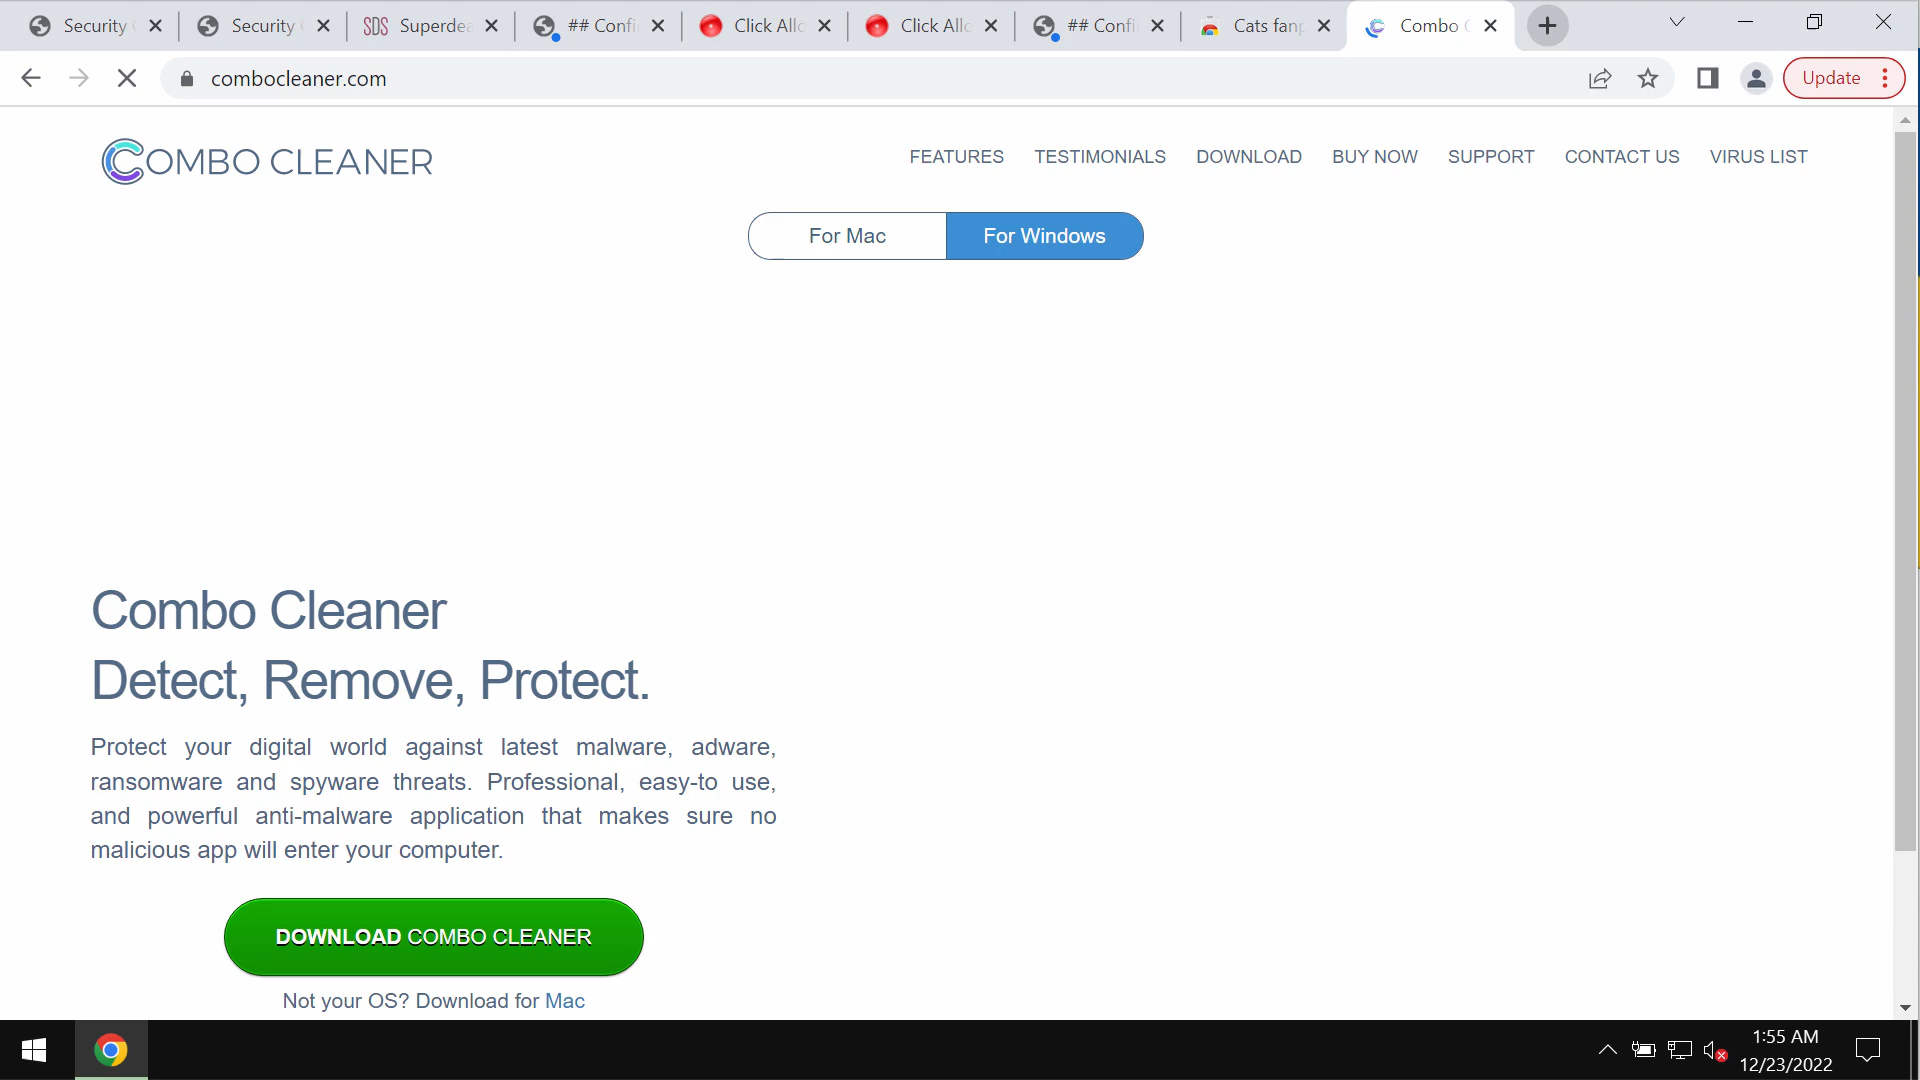 Security
Security
SDS Superdea
## Confi
Click Allo
Click Allo
## Confi
Cats fanp
Combo C
combocleaner.com
Update
COMBO CLEANER
FEATURES TESTIMONIALS DOWNLOAD BUY NOW SUPPORT CONTACT US VIRUS LIST
For Mac For Windows
Combo Cleaner
Detect, Remove, Protect.
Protect your digital world against latest malware, adware,
ransomware and spyware threats. Professional, easy-to use,
and powerful anti-malware application that makes sure no
malicious app will enter your computer.
DOWNLOAD COMBO CLEANER
Not your OS? Download for Mac
1:55 AM
12/23/2022